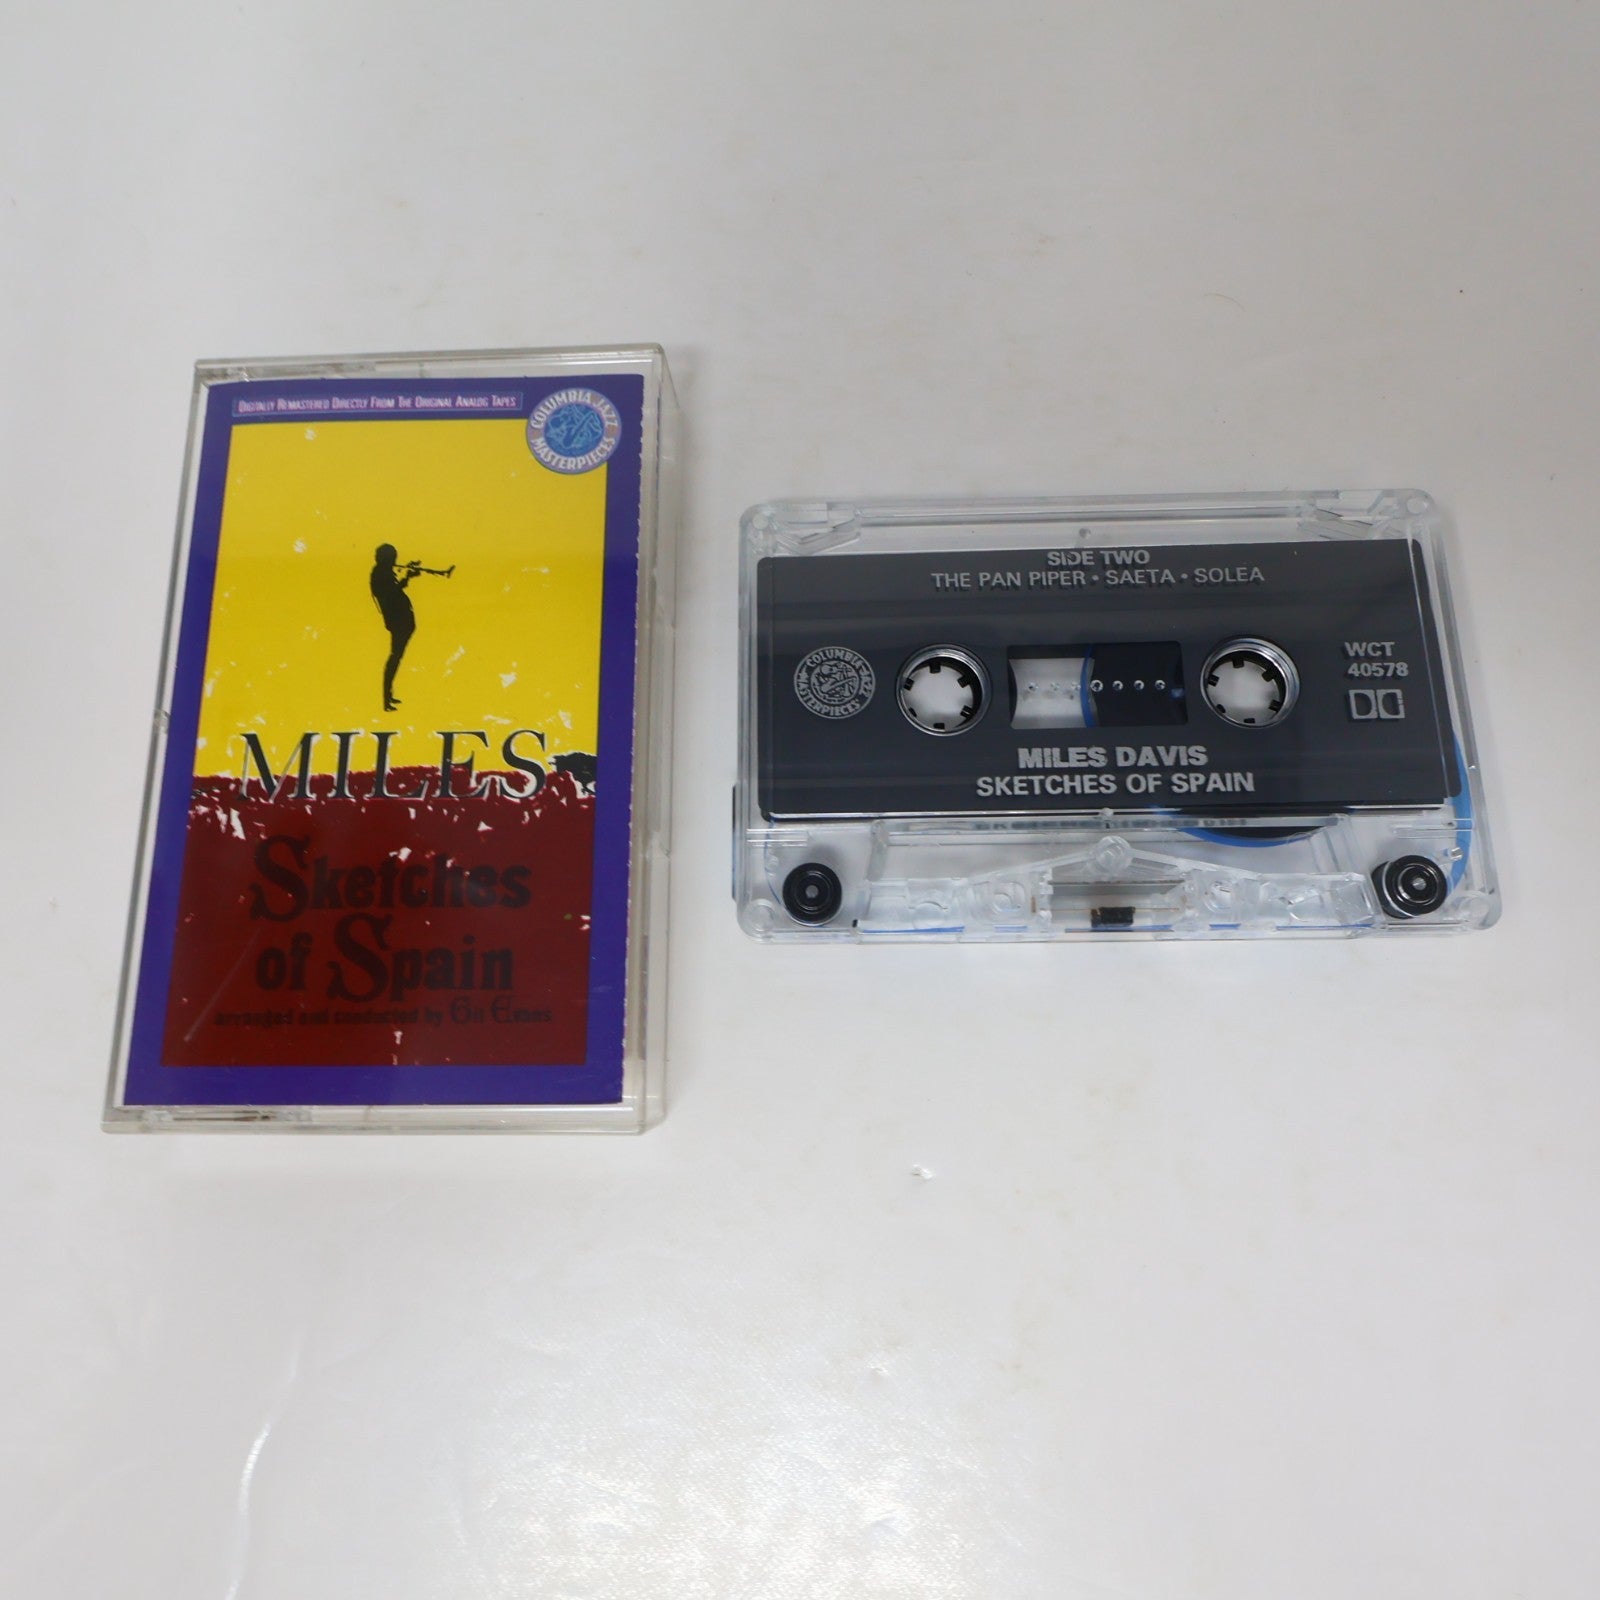 DIGITALLY REMASTERED DIRECTLY FROM THE ORIGINAL ANALOG TAPES
COLUMBIA JAZZ MASTERPIECES
MILES
Sketches
of Spain
arranged and conducted by Gil Evans
SIDE TWO
THE PAN PIPER • SAETA • SOLEA
COLUMBIA JAZZ MASTERPIECES
WCT
40578
MILES DAVIS
SKETCHES OF SPAIN